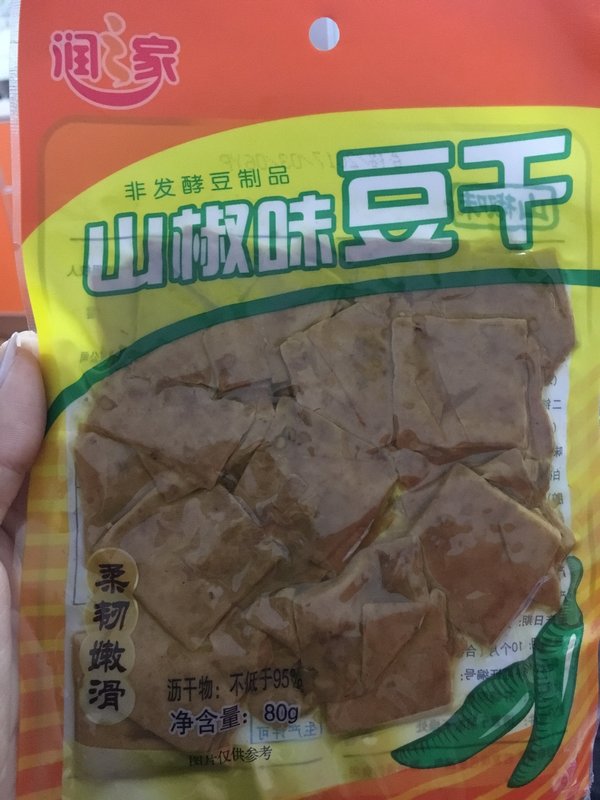 润之家
非发酵豆制品
山椒味豆干
柔韧嫩滑
沥干物：不低于95%
净含量：80g
图片仅供参考